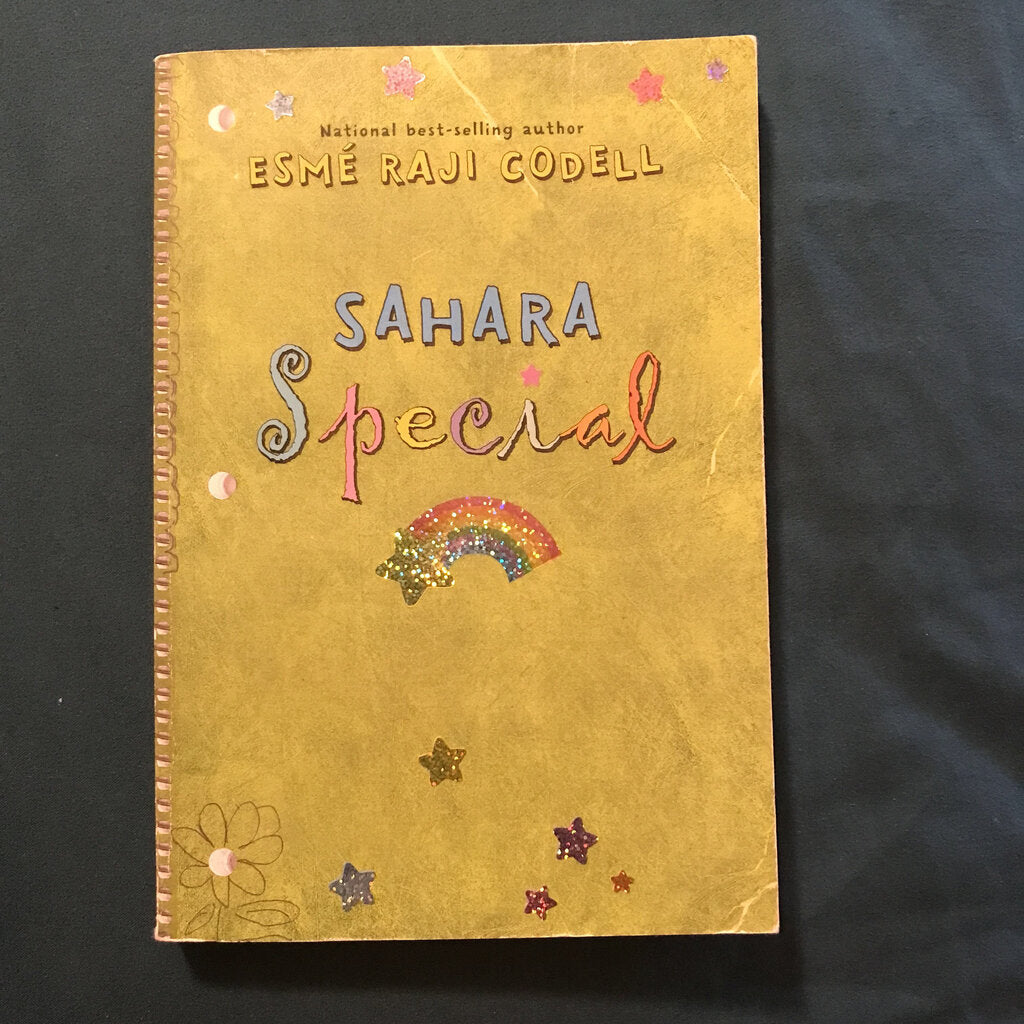 National best-selling author
ESMÉ RAJI CODELL
SAHARA
Special